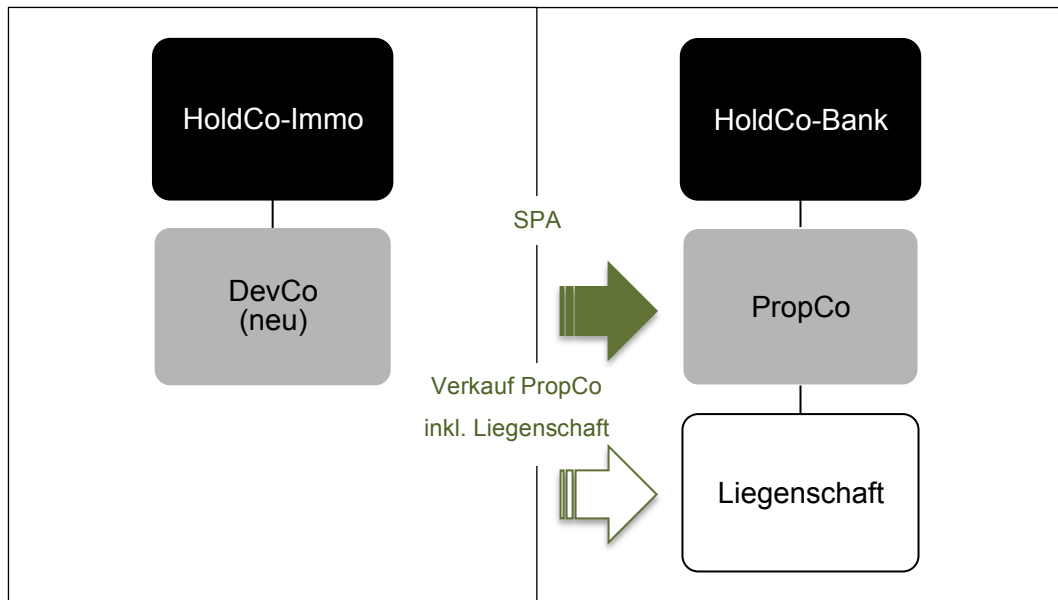 HoldCo-Immo
DevCo
(neu)
SPA
Verkauf PropCo
inkl. Liegenschaft
HoldCo-Bank
PropCo
Liegenschaft